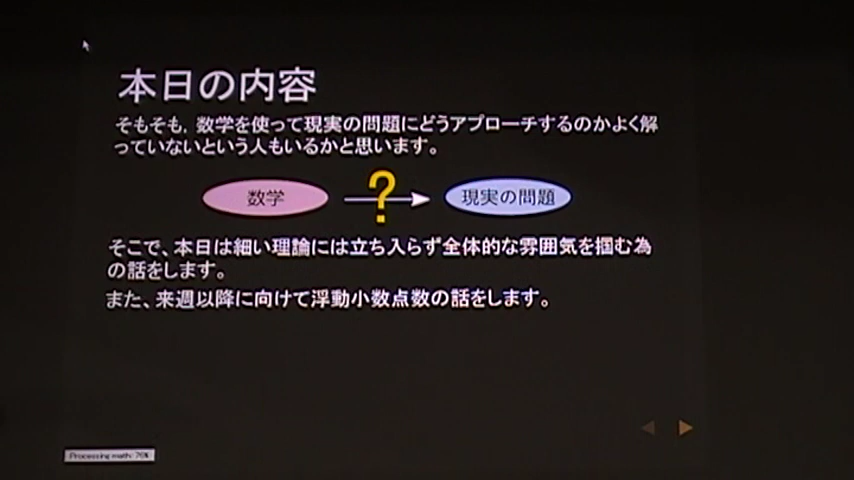 本日の内容
そもそも, 数学を使って現実の問題にどうアプローチするのかよく解
っていないという人もいるかと思います。
数学 ? 現実の問題
そこで、本日は細い理論には立ち入らず全体的な雰囲気を掴む為
の話をします。
また、来週以降に向けて浮動小数点数の話をします。
Processing math: 76%